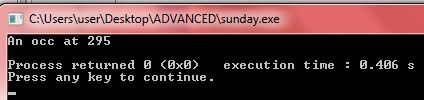 C:\Users\user\Desktop\ADVANCED\sunday.exe
An occ at 295
Process returned 0 (0x0)   execution time : 0.406 s
Press any key to continue.